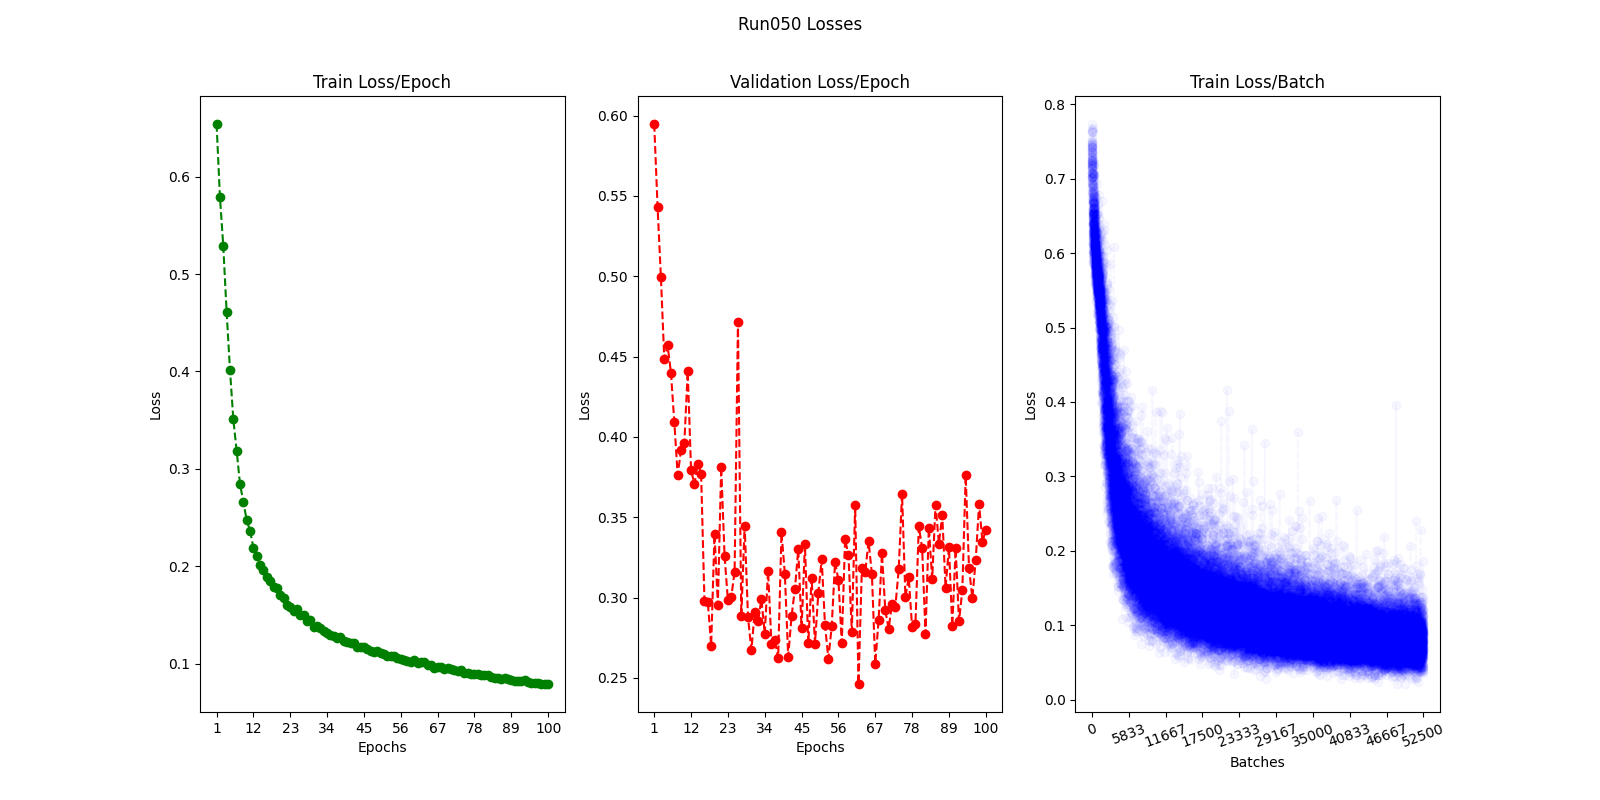 Run050 Losses
Train Loss/Epoch
Validation Loss/Epoch
Train Loss/Batch
Loss
0.6
0.5
0.4
0.3
0.2
0.1
1 12 23 34 45 56 67 78 89 100
Epochs
Loss
0.60
0.55
0.50
0.45
0.40
0.35
0.30
0.25
1 12 23 34 45 56 67 78 89 100
Epochs
Loss
0.8
0.7
0.6
0.5
0.4
0.3
0.2
0.1
0.0
0 5833 11667 17500 23333 29167 35000 40833 46667 52500
Batches